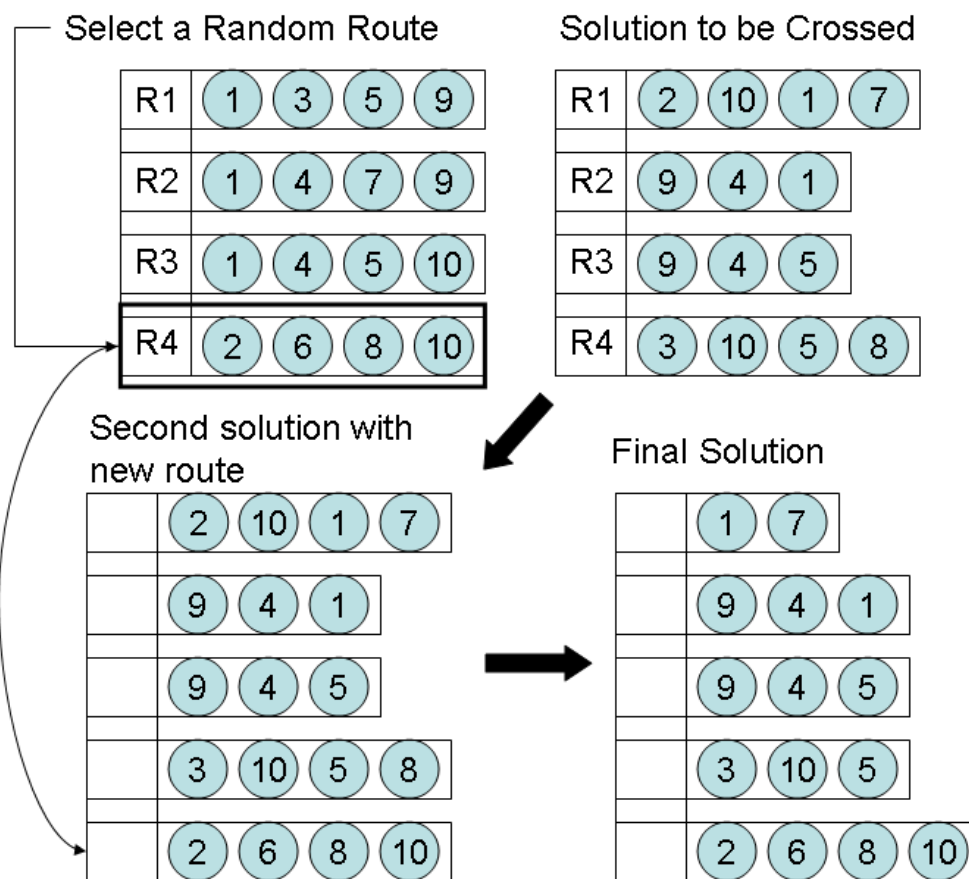 Select a Random Route
R1 1 3 5 9
R2 1 4 7 9
R3 1 4 5 10
R4 2 6 8 10
Solution to be Crossed
R1 2 10 1 7
R2 9 4 1
R3 9 4 5
R4 3 10 5 8
Second solution with
new route
2 10 1 7
9 4 1
9 4 5
3 10 5 8
2 6 8 10
Final Solution
1 7
9 4 1
9 4 5
3 10 5
2 6 8 10